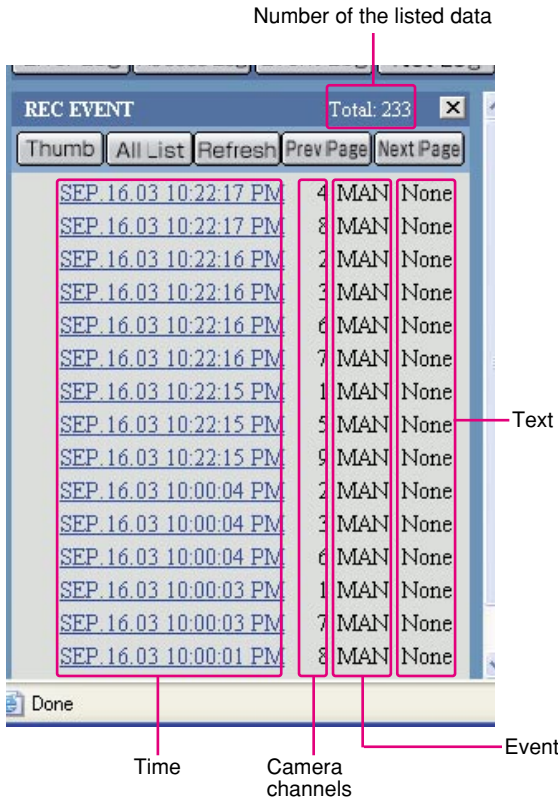 Number of the listed data
REC EVENT Total: 233
Thumb All List Refresh Prev Page Next Page
SEP.16.03 10:22:17 PM 4 MAN None
SEP.16.03 10:22:17 PM 8 MAN None
SEP.16.03 10:22:16 PM 2 MAN None
SEP.16.03 10:22:16 PM 3 MAN None
SEP.16.03 10:22:16 PM 6 MAN None
SEP.16.03 10:22:16 PM 7 MAN None
SEP.16.03 10:22:15 PM 1 MAN None
SEP.16.03 10:22:15 PM 5 MAN None
Text
SEP.16.03 10:22:15 PM 9 MAN None
SEP.16.03 10:00:04 PM 2 MAN None
SEP.16.03 10:00:04 PM 3 MAN None
SEP.16.03 10:00:04 PM 6 MAN None
SEP.16.03 10:00:03 PM 1 MAN None
SEP.16.03 10:00:03 PM 7 MAN None
SEP.16.03 10:00:01 PM 8 MAN None
Done
Event
Time
Camera
channels